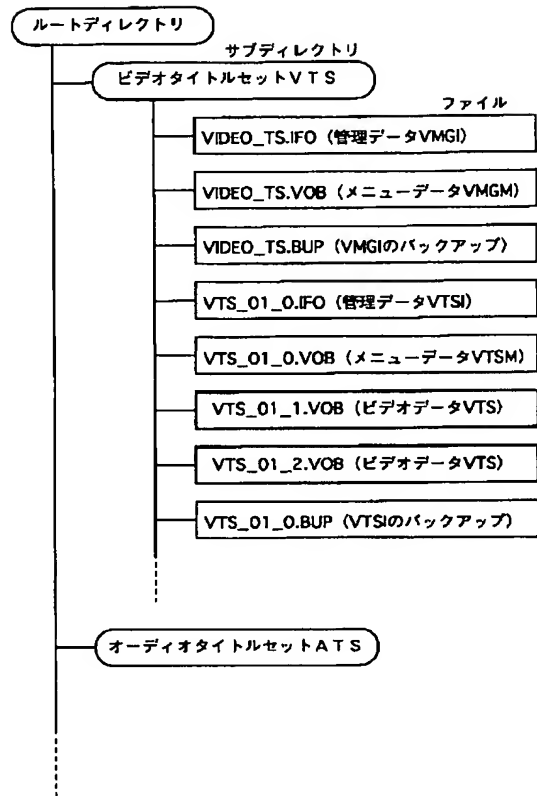 ルートディレクトリ
サブディレクトリ
ビデオタイトルセットVTS
ファイル
VIDEO_TS.IFO (管理データVMGI)
VIDEO_TS.VOB (メニューデータVMGM)
VIDEO_TS.BUP (VMGIのバックアップ)
VTS_01_0.IFO (管理データVTSI)
VTS_01_0.VOB (メニューデータVTSM)
VTS_01_1.VOB (ビデオデータVTS)
VTS_01_2.VOB (ビデオデータVTS)
VTS_01_0.BUP (VTSIのバックアップ)
オーディオタイトルセットATS